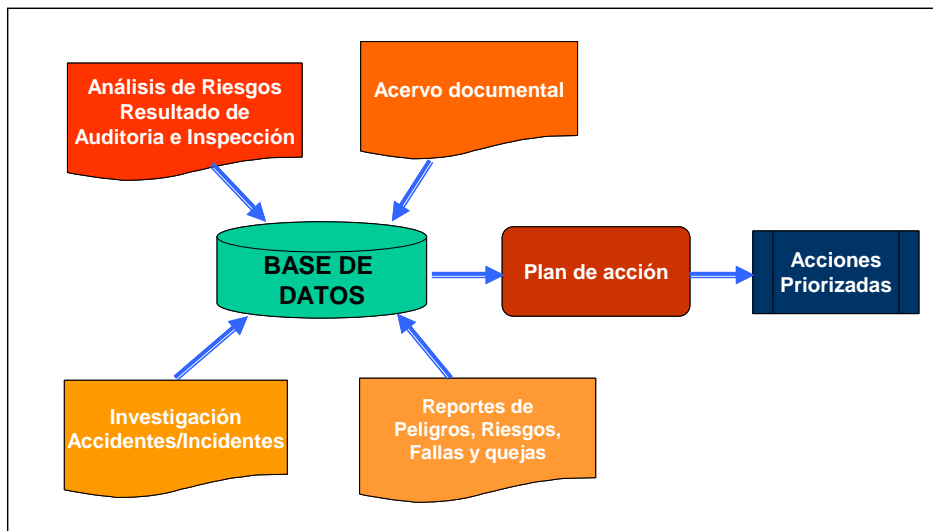 Análisis de Riesgos
Resultado de
Auditoria e Inspección
Acervo documental
BASE DE
DATOS
Plan de acción
Acciones
Priorizadas
Investigación
Accidentes/Incidentes
Reportes de
Peligros, Riesgos,
Fallas y quejas